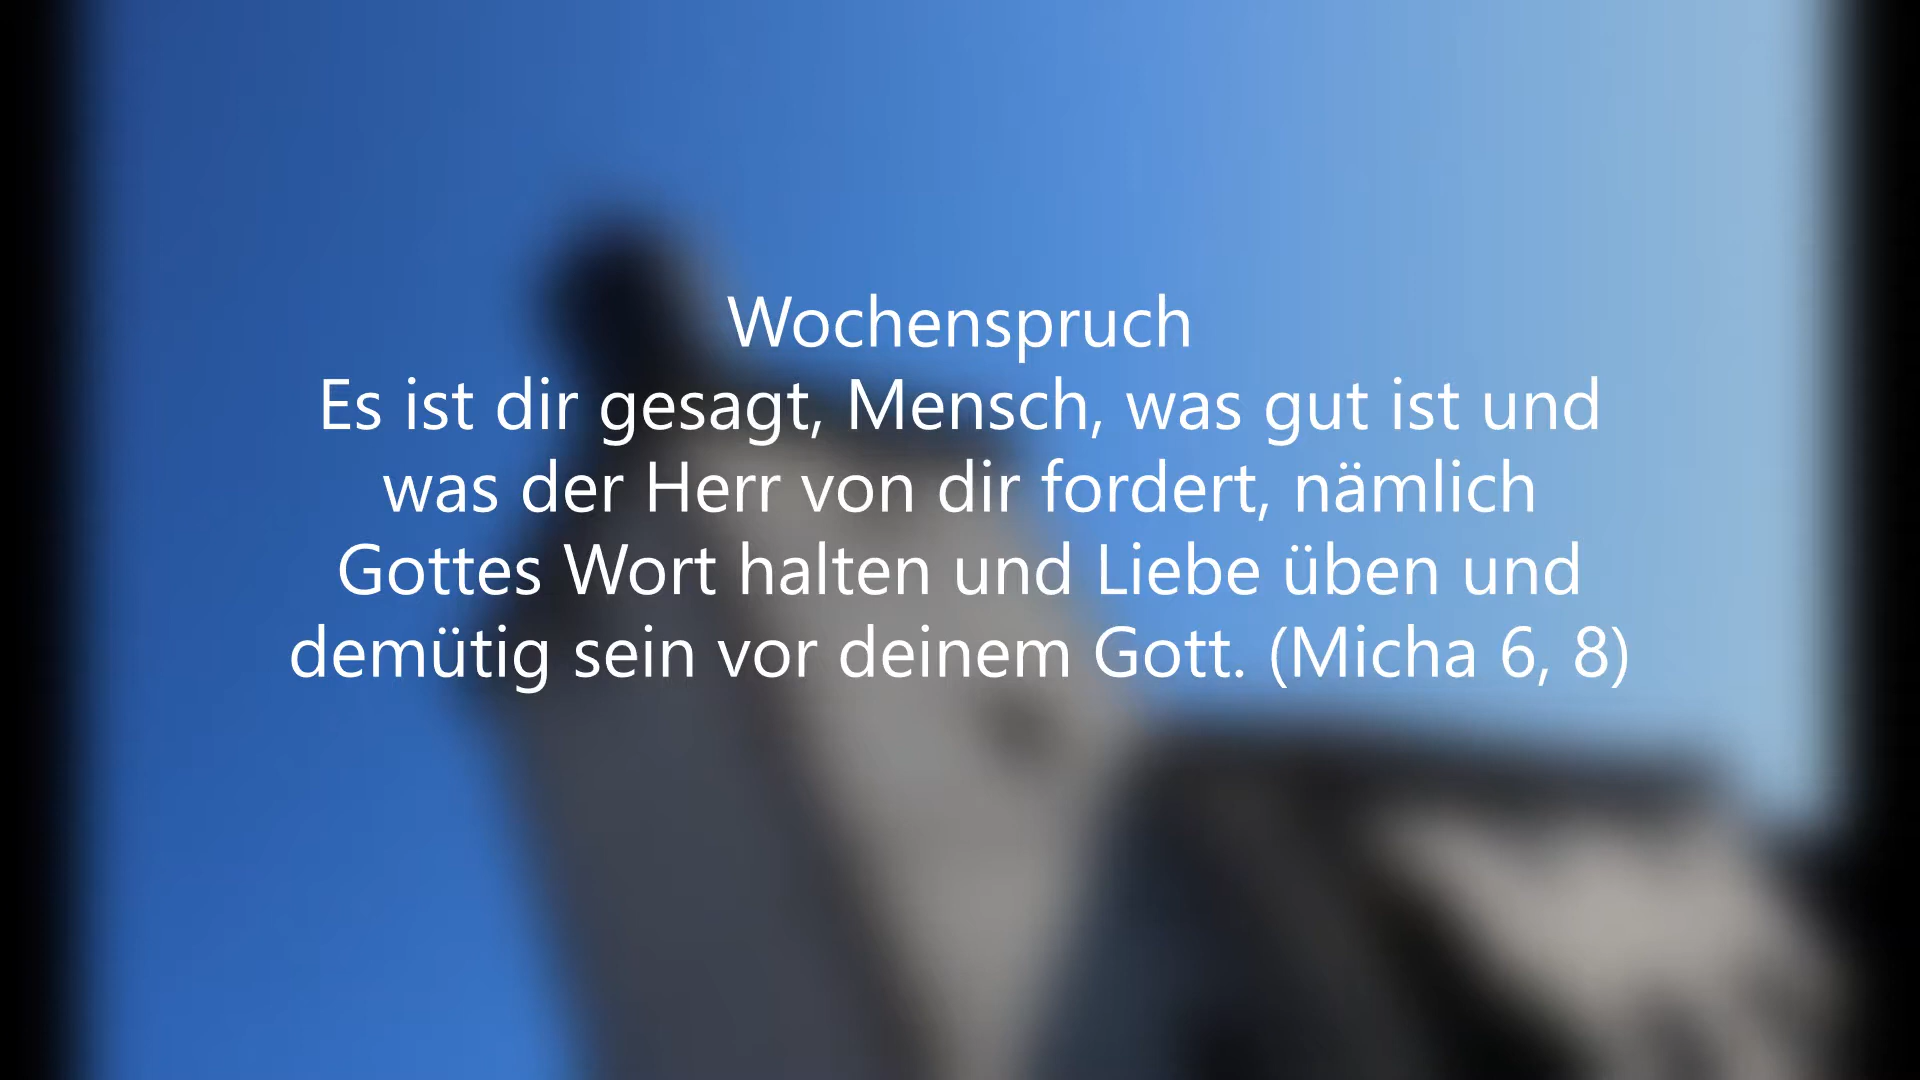 Wochenspruch
Es ist dir gesagt, Mensch, was gut ist und
was der Herr von dir fordert, nämlich
Gottes Wort halten und Liebe üben und
demütig sein vor deinem Gott. (Micha 6, 8)